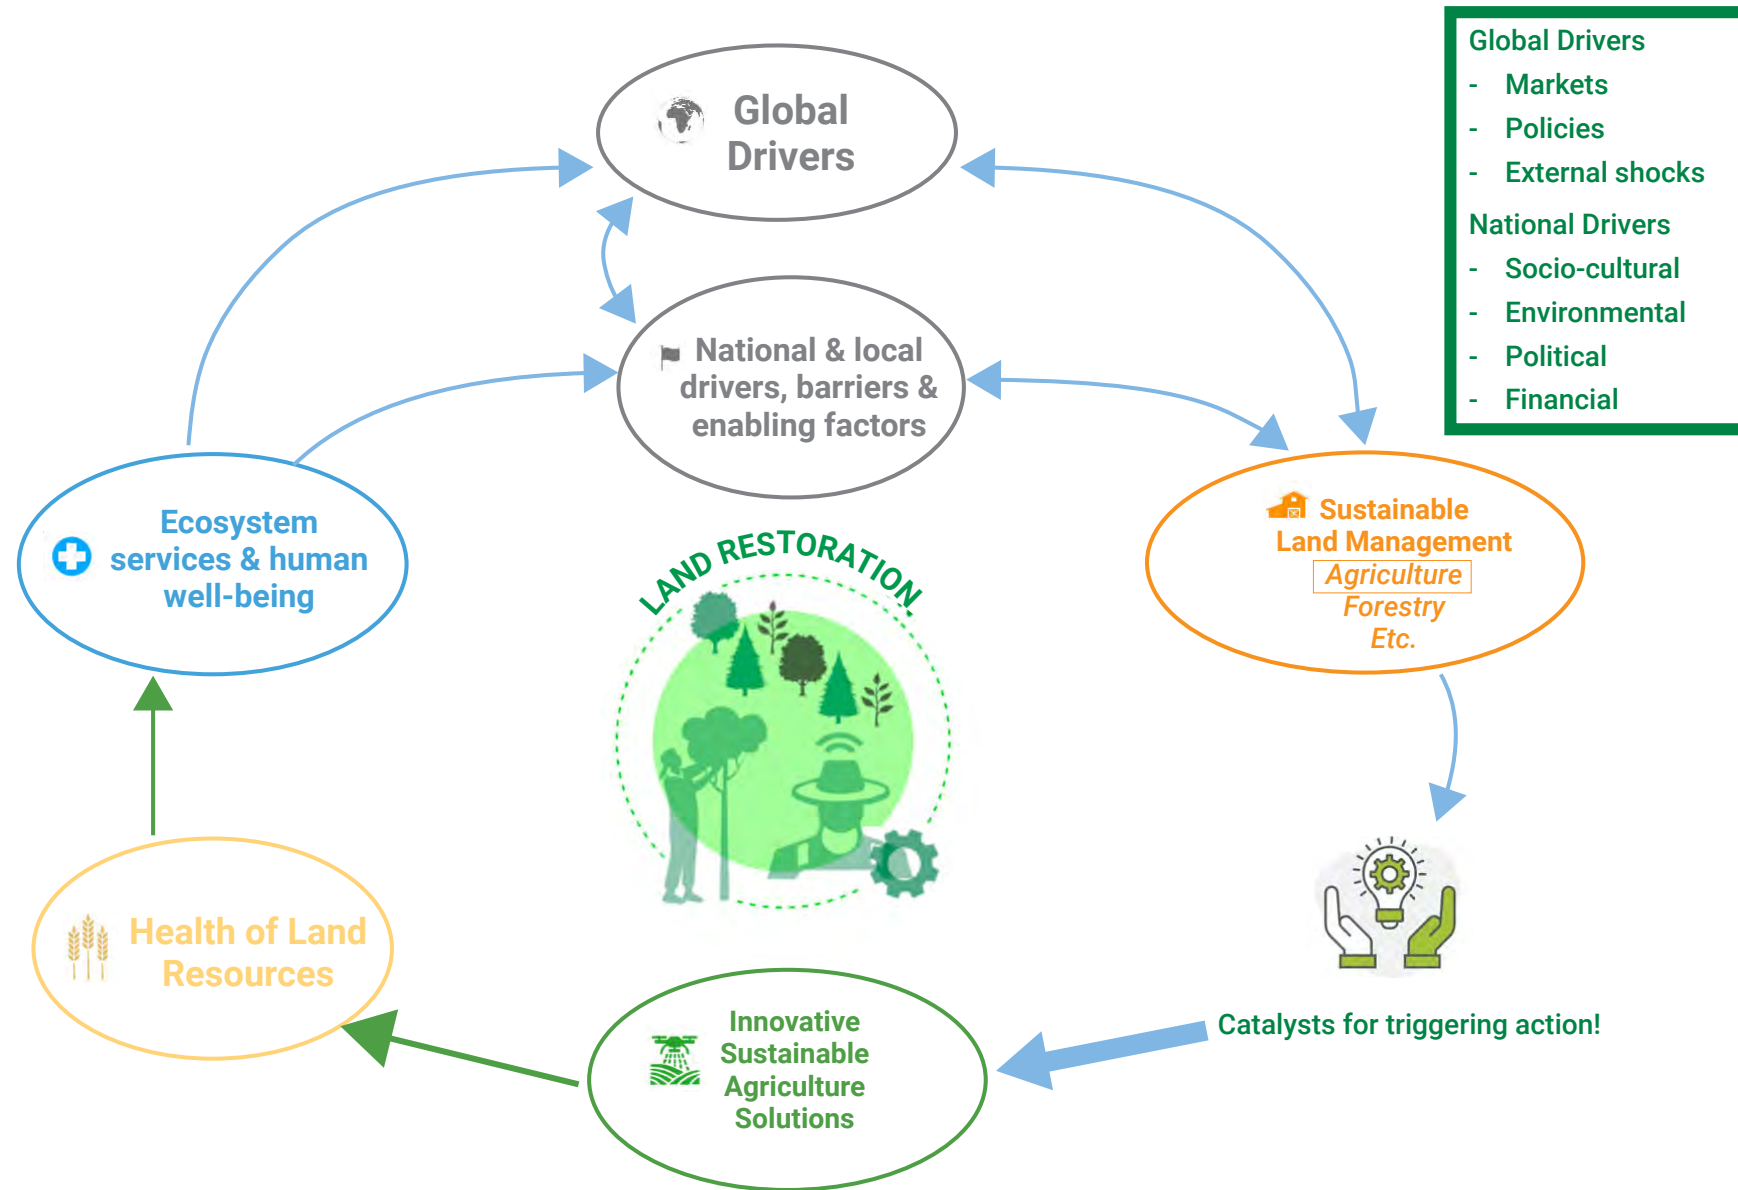 Global
Drivers
Global Drivers
- Markets
- Policies
- External shocks
National Drivers
- Socio-cultural
- Environmental
- Political
- Financial
National & local
drivers, barriers &
enabling factors
Ecosystem
services & human
well-being
LAND RESTORATION
Sustainable
Land Management
Agriculture
Forestry
Etc.
Health of Land
Resources
Innovative
Sustainable
Agriculture
Solutions
Catalysts for triggering action!